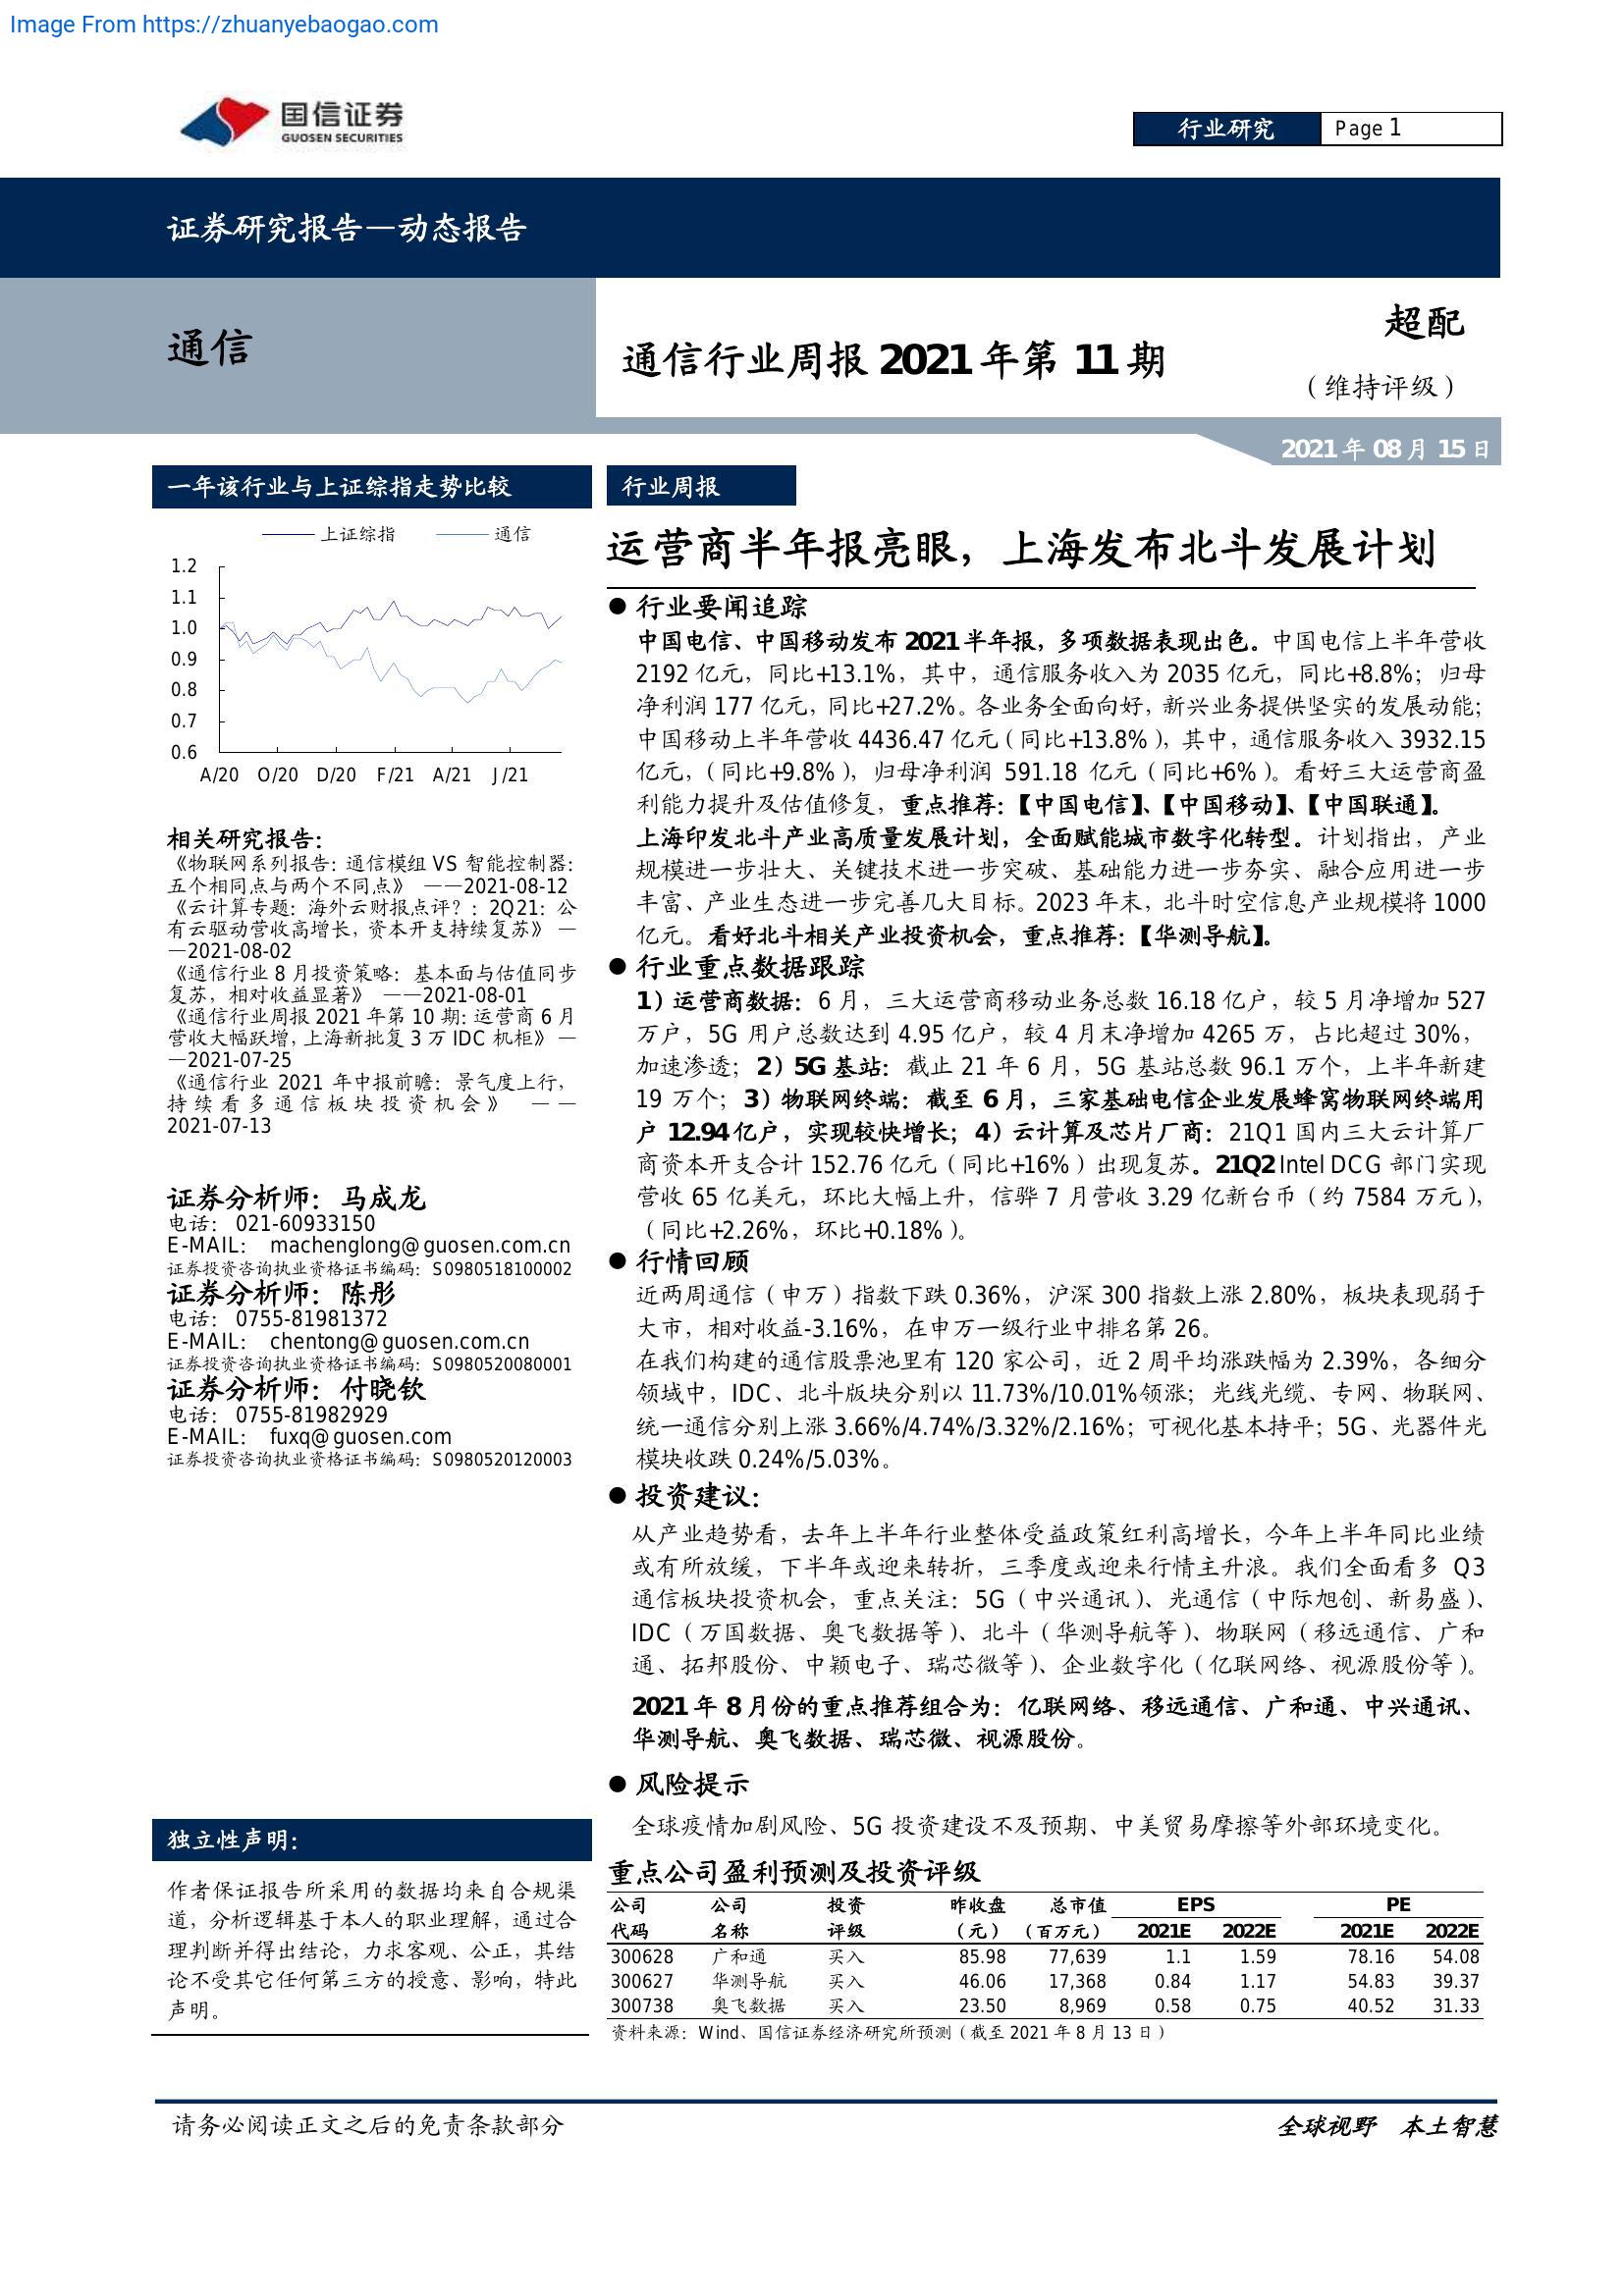 Image From https://zhuanyebaogao.com
国信证券
GUOSEN SECURITIES
行业研究
Page 1
证券研究报告—动态报告
通信
通信行业周报 2021 年第 11 期
超配
（维持评级）
2021 年 08 月 15 日
一年该行业与上证综指走势比较
上证综指 通信
1.2
1.1
1.0
0.9
0.8
0.7
0.6
A/20 O/20 D/20 F/21 A/21 J/21
相关研究报告：
《物联网系列报告：通信模组 VS 智能控制器：
五个相同点与两个不同点》 ——2021-08-12
《云计算专题：海外云财报点评?：2Q21：公
有云驱动营收高增长，资本开支持续复苏》 —
—2021-08-02
《通信行业 8 月投资策略：基本面与估值同步
复苏，相对收益显著》 ——2021-08-01
《通信行业周报 2021 年第 10 期：运营商 6 月
营收大幅跃增，上海新批复 3 万 IDC 机柜》 —
—2021-07-25
《通信行业 2021 年中报前瞻：景气度上行，
持续看多通信板块投资机会》 ——
2021-07-13
证券分析师：马成龙
电话： 021-60933150
E-MAIL： machenglong@guosen.com.cn
证券投资咨询执业资格证书编码：S0980518100002
证券分析师：陈彤
电话： 0755-81981372
E-MAIL： chentong@guosen.com.cn
证券投资咨询执业资格证书编码：S0980520080001
证券分析师：付晓钦
电话： 0755-81982929
E-MAIL： fuxq@guosen.com
证券投资咨询执业资格证书编码：S0980520120003
独立性声明：
作者保证报告所采用的数据均来自合规渠
道，分析逻辑基于本人的职业理解，通过合
理判断并得出结论，力求客观、公正，其结
论不受其它任何第三方的授意、影响，特此
声明。
行业周报
运营商半年报亮眼，上海发布北斗发展计划
● 行业要闻追踪
中国电信、中国移动发布 2021 半年报，多项数据表现出色。中国电信上半年营收
2192 亿元，同比+13.1%，其中，通信服务收入为 2035 亿元，同比+8.8%；归母
净利润 177 亿元，同比+27.2%。各业务全面向好，新兴业务提供坚实的发展动能；
中国移动上半年营收 4436.47 亿元（同比+13.8%），其中，通信服务收入 3932.15
亿元，（同比+9.8%），归母净利润 591.18 亿元（同比+6%）。看好三大运营商盈
利能力提升及估值修复，重点推荐：【中国电信】、【中国移动】、【中国联通】。
上海印发北斗产业高质量发展计划，全面赋能城市数字化转型。计划指出，产业
规模进一步壮大、关键技术进一步突破、基础能力进一步夯实、融合应用进一步
丰富、产业生态进一步完善几大目标。2023 年末，北斗时空信息产业规模将 1000
亿元。看好北斗相关产业投资机会，重点推荐：【华测导航】。
● 行业重点数据跟踪
1）运营商数据：6 月，三大运营商移动业务总数 16.18 亿户，较 5 月净增加 527
万户，5G 用户总数达到 4.95 亿户，较 4 月末净增加 4265 万，占比超过 30%，
加速渗透；2）5G 基站：截止 21 年 6 月，5G 基站总数 96.1 万个，上半年新建
19 万个；3）物联网终端：截至 6 月，三家基础电信企业发展蜂窝物联网终端用
户 12.94 亿户，实现较快增长；4）云计算及芯片厂商：21Q1 国内三大云计算厂
商资本开支合计 152.76 亿元（同比+16%）出现复苏。21Q2 Intel DCG 部门实现
营收 65 亿美元，环比大幅上升，信骅 7 月营收 3.29 亿新台币（约 7584 万元），
（同比+2.26%，环比+0.18%）。
● 行情回顾
近两周通信（申万）指数下跌 0.36%，沪深 300 指数上涨 2.80%，板块表现弱于
大市，相对收益-3.16%，在申万一级行业中排名第 26。
在我们构建的通信股票池里有 120 家公司，近 2 周平均涨跌幅为 2.39%，各细分
领域中，IDC、北斗版块分别以 11.73%/10.01%领涨；光线光缆、专网、物联网、
统一通信分别上涨 3.66%/4.74%/3.32%/2.16%；可视化基本持平；5G、光器件光
模块收跌 0.24%/5.03%。
● 投资建议：
从产业趋势看，去年上半年行业整体受益政策红利高增长，今年上半年同比业绩
或有所放缓，下半年或迎来转折，三季度或迎来行情主升浪。我们全面看多 Q3
通信板块投资机会，重点关注：5G（中兴通讯）、光通信（中际旭创、新易盛）、
IDC（万国数据、奥飞数据等）、北斗（华测导航等）、物联网（移远通信、广和
通、拓邦股份、中颖电子、瑞芯微等）、企业数字化（亿联网络、视源股份等）。
2021 年 8 月份的重点推荐组合为：亿联网络、移远通信、广和通、中兴通讯、
华测导航、奥飞数据、瑞芯微、视源股份。
● 风险提示
全球疫情加剧风险、5G 投资建设不及预期、中美贸易摩擦等外部环境变化。
重点公司盈利预测及投资评级
公司 公司 投资 昨收盘 总市值 EPS PE
代码 名称 评级 （元） （百万元） 2021E 2022E 2021E 2022E
300628 广和通 买入 85.98 77,639 1.1 1.59 78.16 54.08
300627 华测导航 买入 46.06 17,368 0.84 1.17 54.83 39.37
300738 奥飞数据 买入 23.50 8,969 0.58 0.75 40.52 31.33
资料来源：Wind、国信证券经济研究所预测（截至 2021 年 8 月 13 日）
请务必阅读正文之后的免责条款部分
全球视野 本土智慧